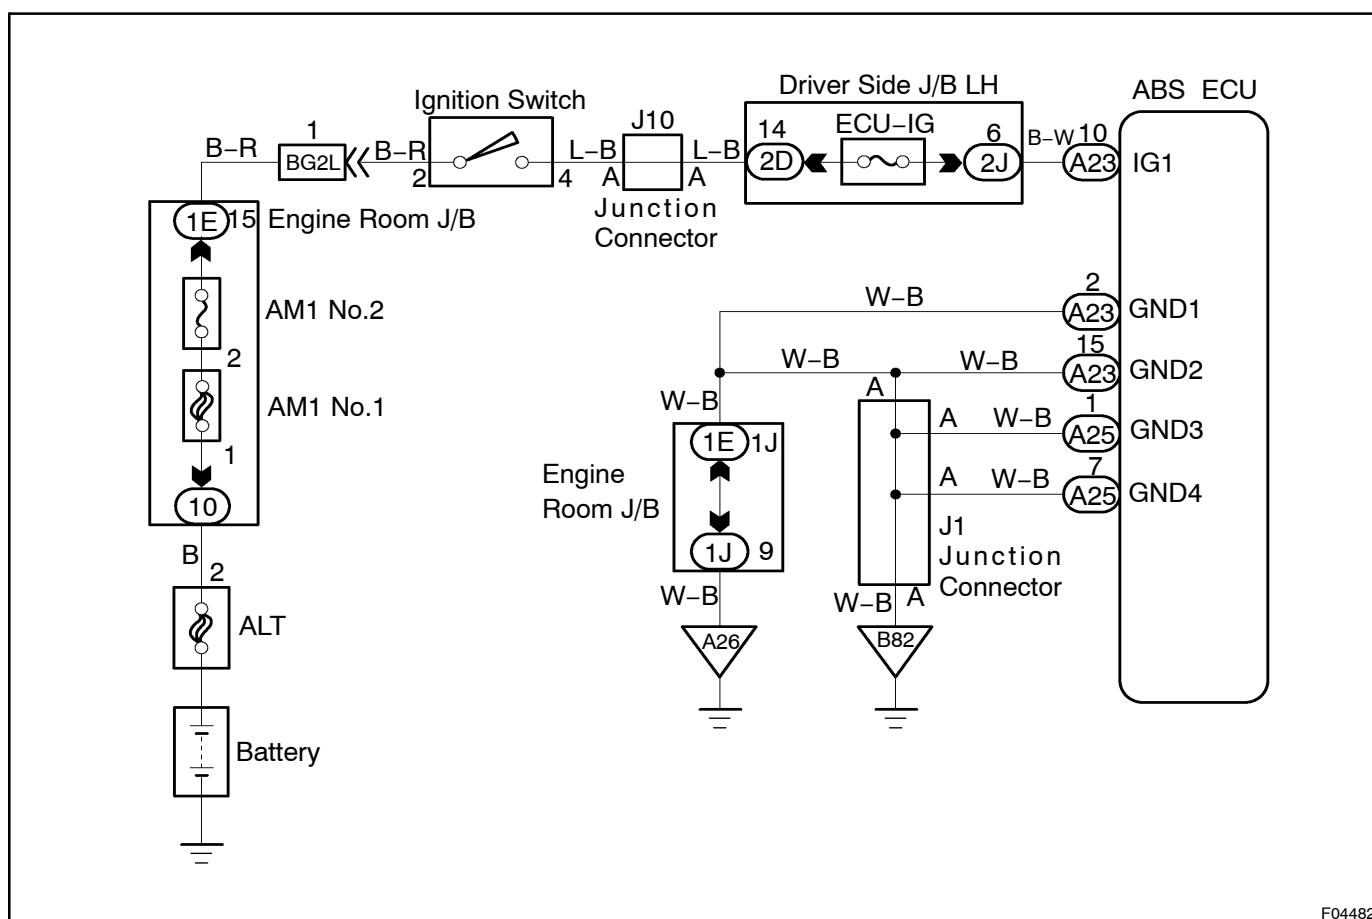 Driver Side J/B LH
ABS ECU
Ignition Switch
1
J10
14
ECU–IG
6
B–W
10
B–R
BG2L
B–R
2
4
L–B
A
A
L–B
2D
2J
A23
IG1
Junction
Connector
1E
15
Engine Room J/B
AM1 No.2
2
AM1 No.1
1
10
B
2
ALT
Battery
W–B
2
A23
GND1
W–B
W–B
15
A23
GND2
W–B
A
1E
1J
A
W–B
1
A25
GND3
Engine
Room J/B
A
W–B
7
A25
GND4
1J
9
J1
Junction
Connector
W–B
W–B
A
A26
B82
F04482